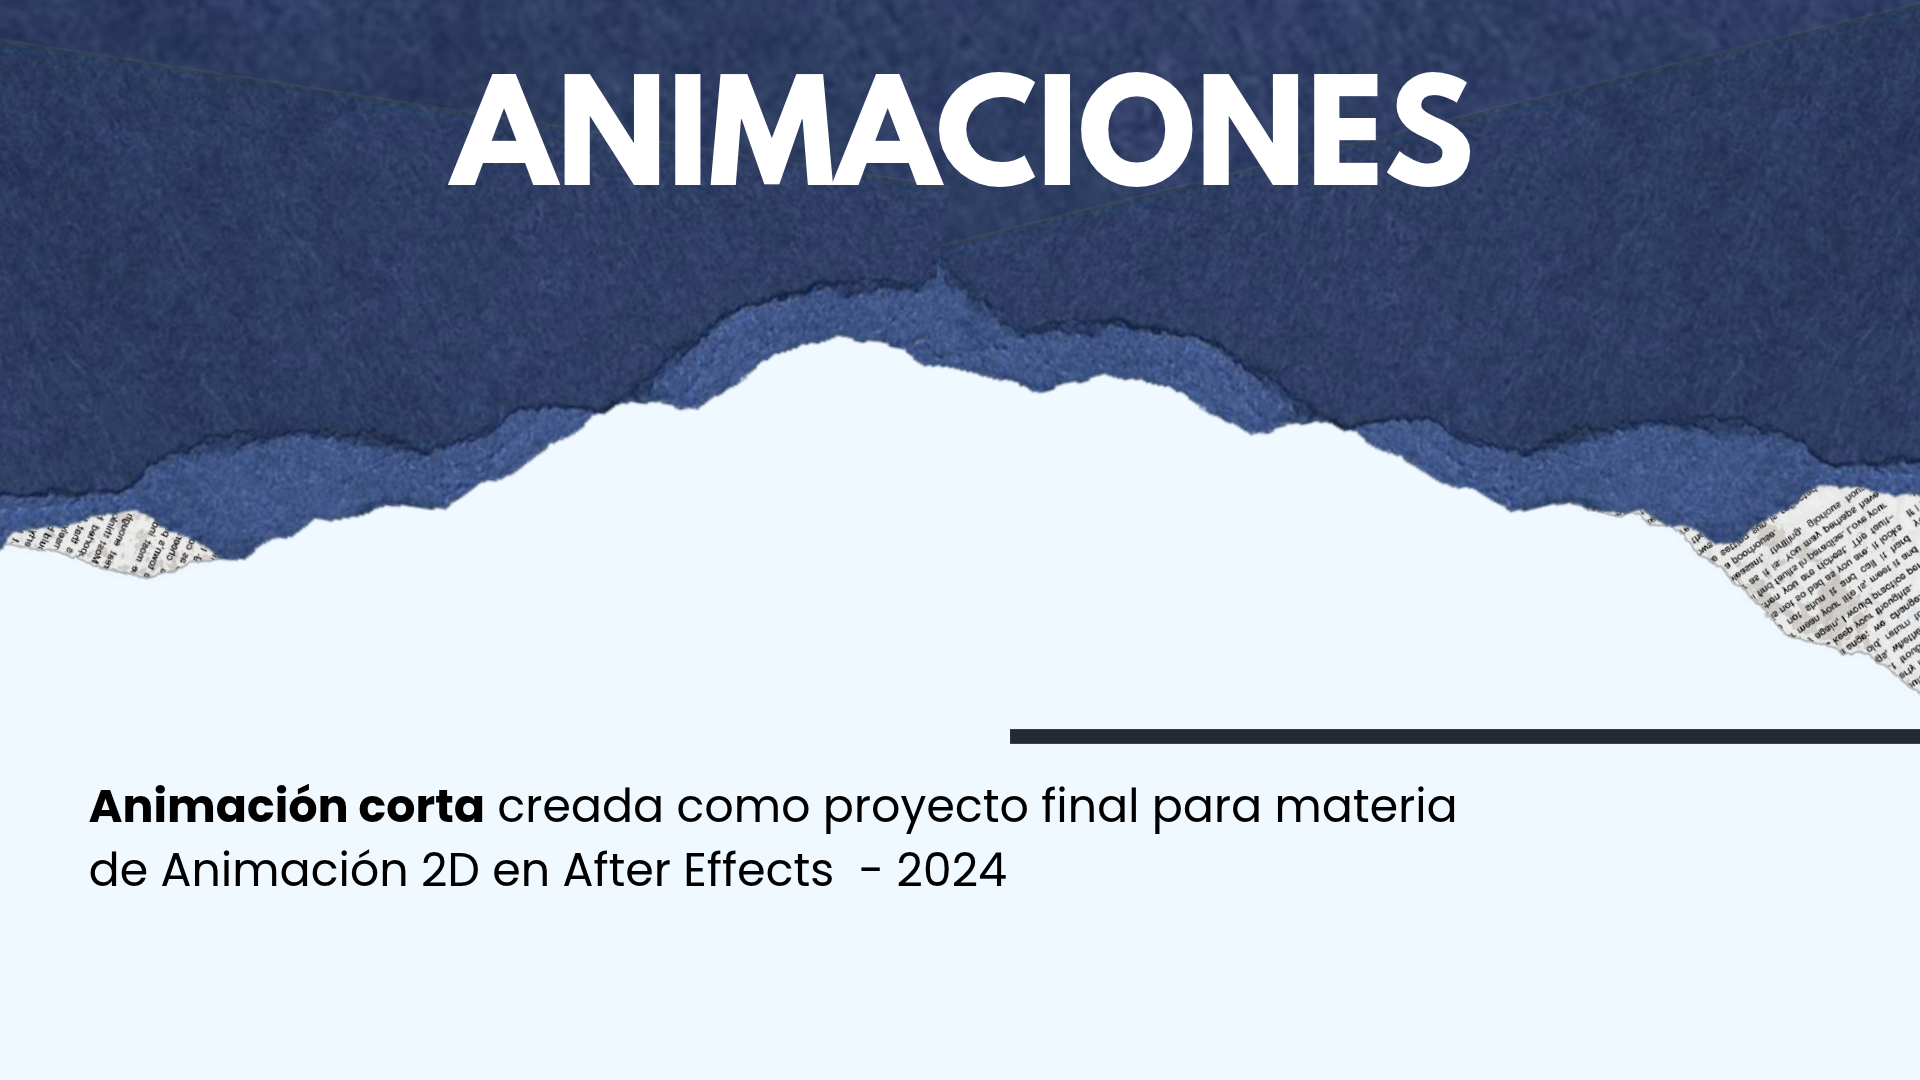 ANIMACIONES
Animación corta creada como proyecto final para materia
de Animación 2D en After Effects - 2024